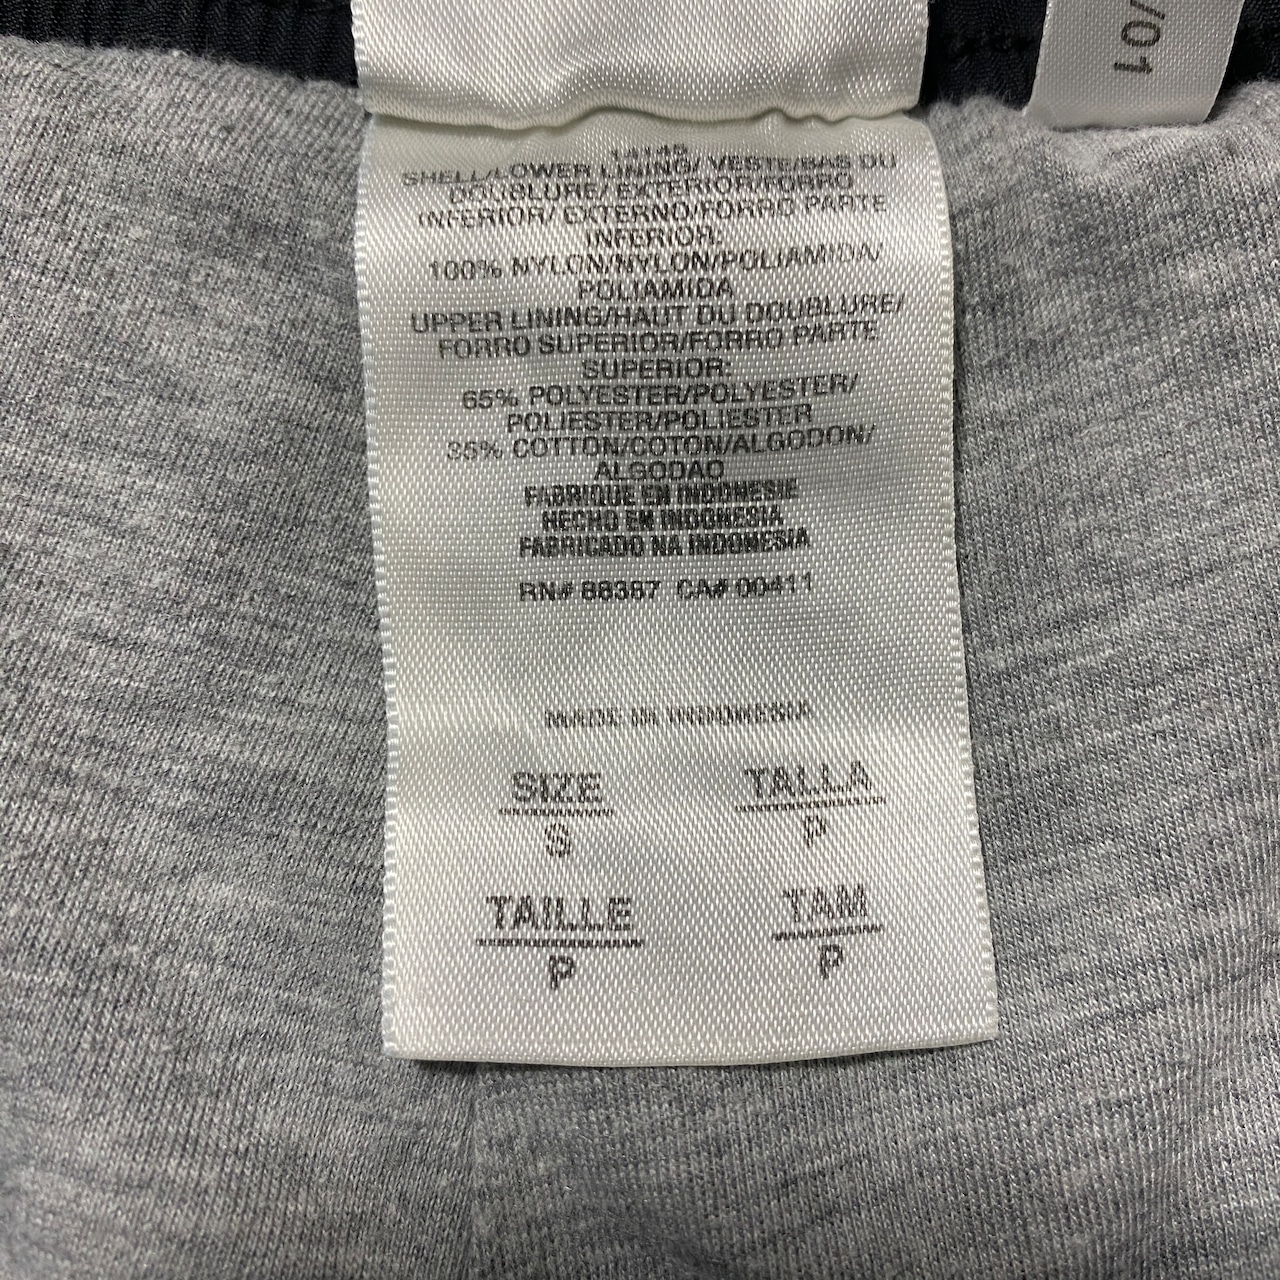 /01
14145
SHELL/LOWER LINING/ VESTE/BAS DU
DOUBLURE/ EXTERIOR/FORRO
INFERIOR/ EXTERNO/FORRO PARTE
INFERIOR:
100% NYLON/NYLON/POLIAMIDA/
POLIAMIDA
UPPER LINING/HAUT DU DOUBLURE/
FORRO SUPERIOR/FORRO PARTE
SUPERIOR:
65% POLYESTER/POLYESTER/
POLIESTER/POLIESTER
35% COTTON/COTON/ALGODON/
ALGODAO
FABRIQUE EN INDONESIE
HECHO EN INDONESIA
FABRICADO NA INDONESIA
RN# 88387 CA# 00411
MADE IN INDONESIA
SIZE TALLA
S P
TAILLE TAM
P P